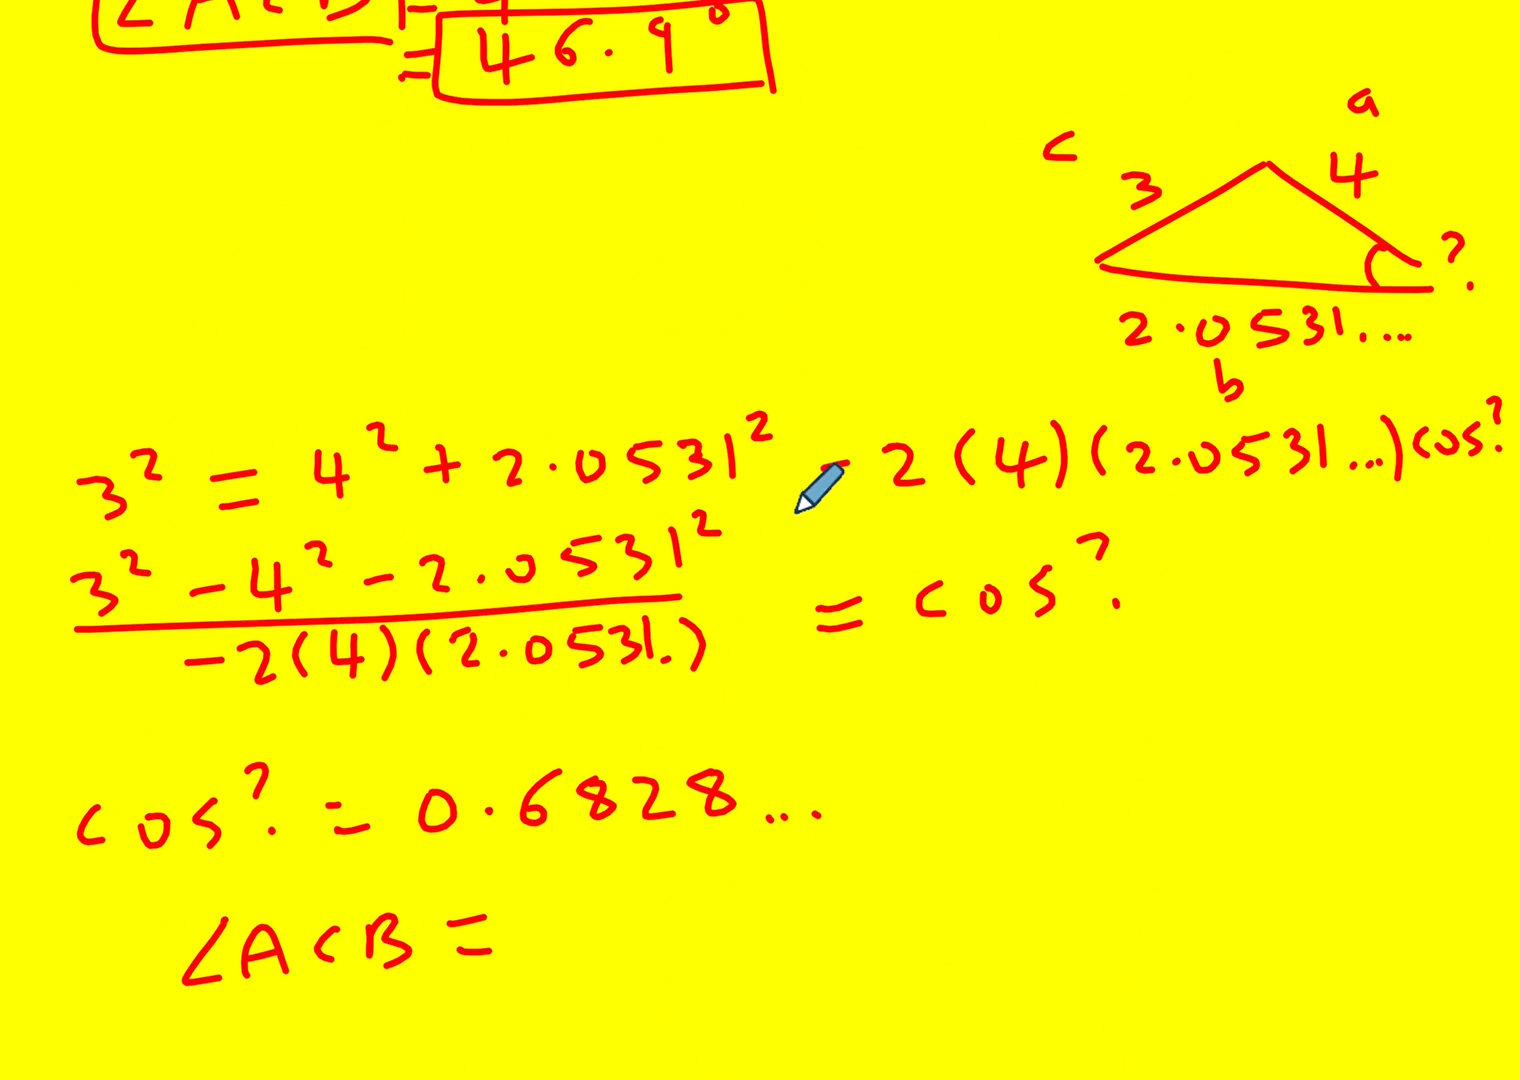 ∠ACB =
= 46.9°
a
c
3
4
?
2.0531....
b
3² = 4² + 2.0531² - 2(4)(2.0531...)cos?
3² - 4² - 2.0531²
-2(4)(2.0531.)
= cos?
cos? = 0.6828...
∠ACB =